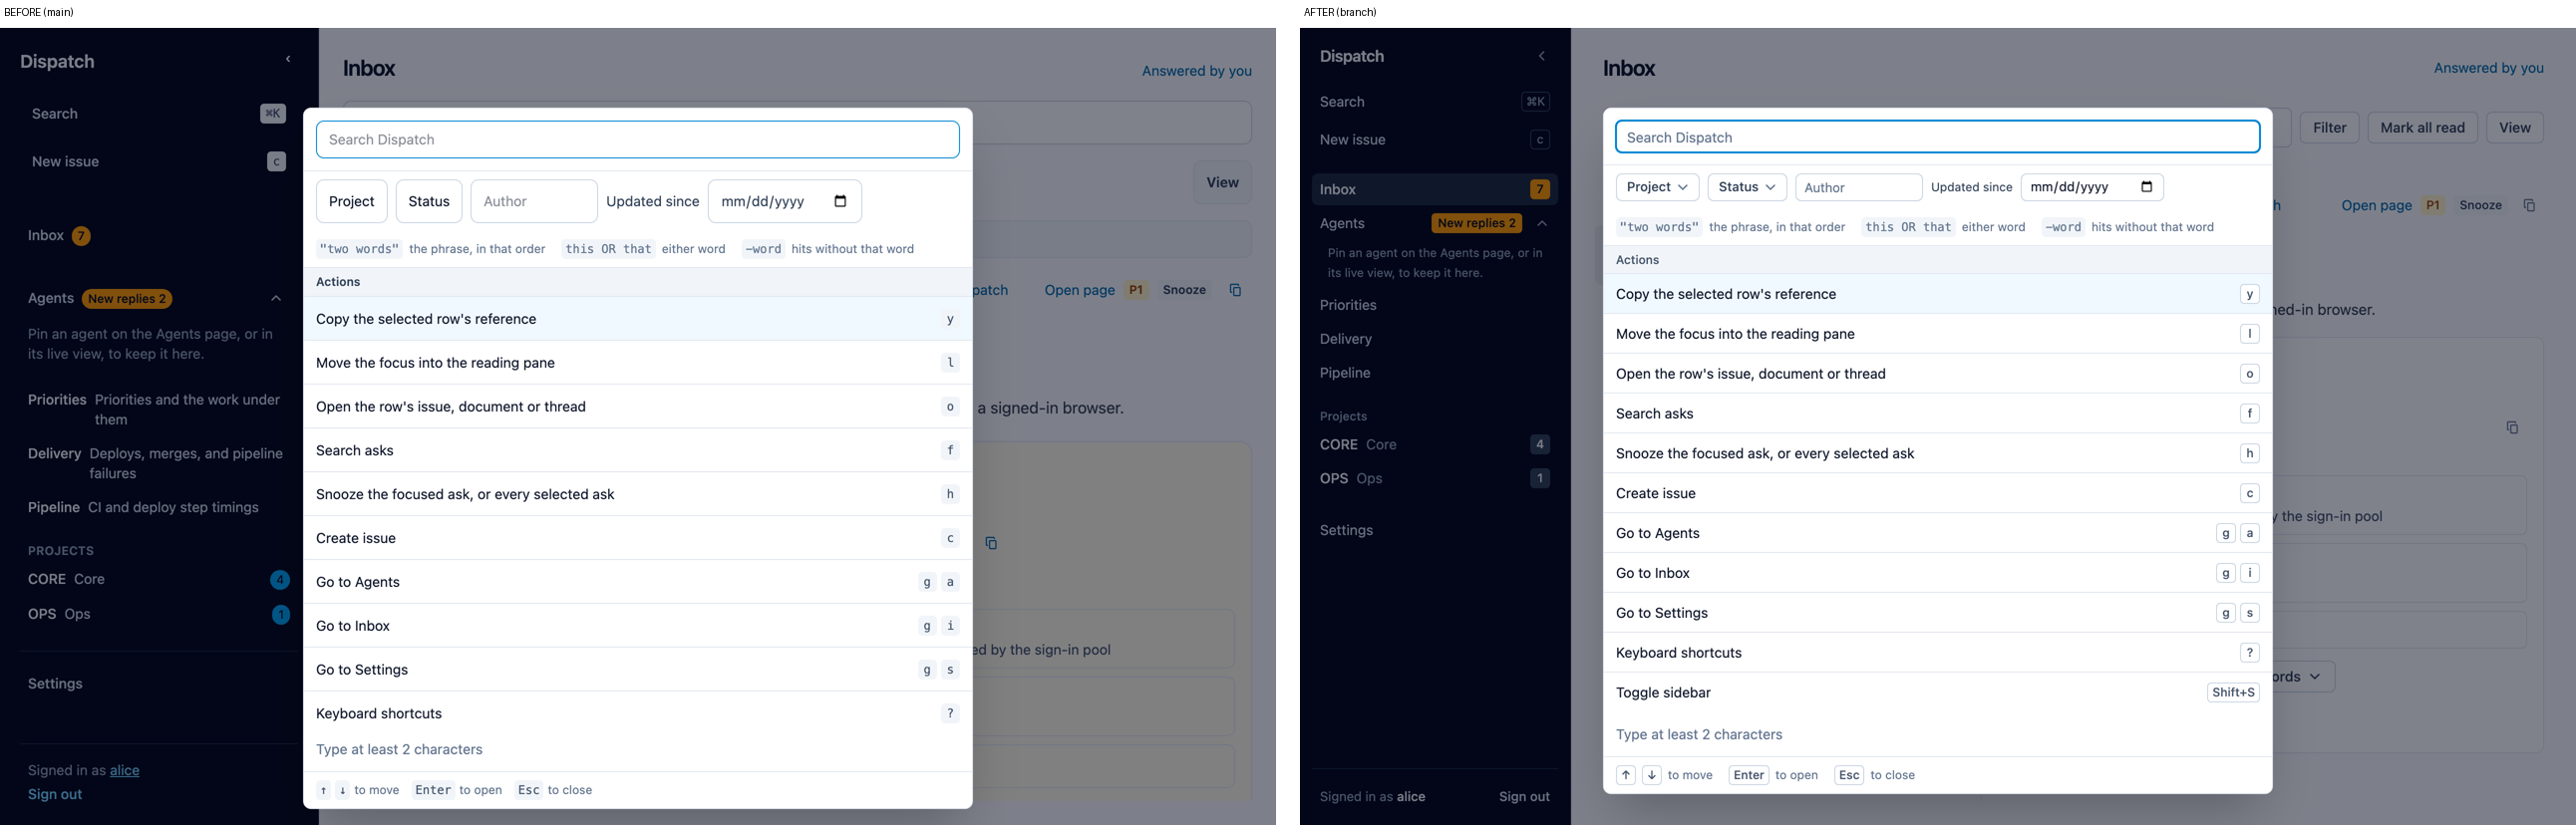 BEFORE (main)
Dispatch
Search ⌘K
New issue c
Inbox 7
Agents New replies 2
Pin an agent on the Agents page, or in
its live view, to keep it here.
Priorities Priorities and the work under
them
Delivery Deploys, merges, and pipeline
failures
Pipeline CI and deploy step timings
PROJECTS
CORE Core 4
OPS Ops 1
Settings
Signed in as alice
Sign out
Inbox
Answered by you
View
Open page P1 Snooze
a signed-in browser.
by the sign-in pool
Search Dispatch
Project Status Author Updated since mm/dd/yyyy
"two words" the phrase, in that order this OR that either word −word hits without that word
Actions
Copy the selected row's reference y
Move the focus into the reading pane l
Open the row's issue, document or thread o
Search asks f
Snooze the focused ask, or every selected ask h
Create issue c
Go to Agents g a
Go to Inbox g i
Go to Settings g s
Keyboard shortcuts ?
Type at least 2 characters
↑ ↓ to move Enter to open Esc to close
AFTER (branch)
Dispatch
Search ⌘K
New issue c
Inbox 7
Agents New replies 2
Pin an agent on the Agents page, or in
its live view, to keep it here.
Priorities
Delivery
Pipeline
Projects
CORE Core 4
OPS Ops 1
Settings
Signed in as alice Sign out
Inbox
Answered by you
Filter Mark all read View
Open page P1 Snooze
browser.
the sign-in pool
Search Dispatch
Project Status Author Updated since mm/dd/yyyy
"two words" the phrase, in that order this OR that either word −word hits without that word
Actions
Copy the selected row's reference y
Move the focus into the reading pane l
Open the row's issue, document or thread o
Search asks f
Snooze the focused ask, or every selected ask h
Create issue c
Go to Agents g a
Go to Inbox g i
Go to Settings g s
Keyboard shortcuts ?
Toggle sidebar Shift+S
Type at least 2 characters
↑ ↓ to move Enter to open Esc to close